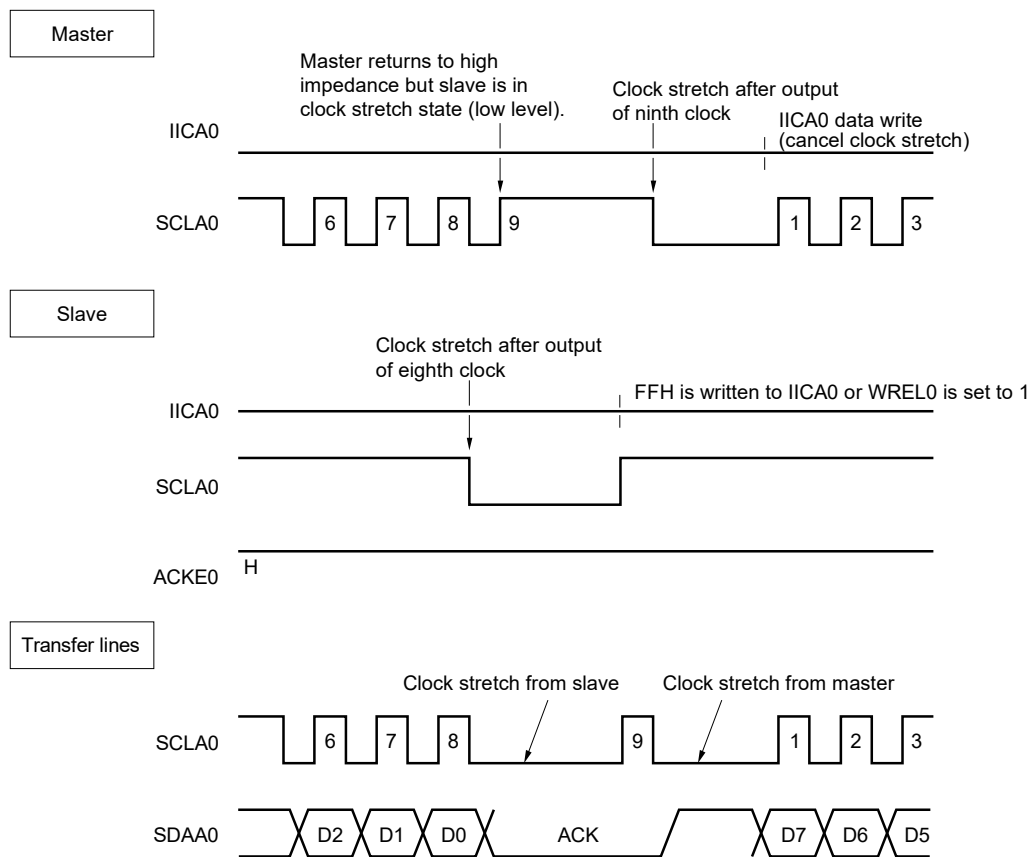 Master
Master returns to high
impedance but slave is in
clock stretch state (low level).
Clock stretch after output
of ninth clock
IICA0 data write
(cancel clock stretch)
IICA0
SCLA0
6 7 8 9 1 2 3
Slave
Clock stretch after output
of eighth clock
FFH is written to IICA0 or WREL0 is set to 1
IICA0
SCLA0
H
ACKE0
Transfer lines
Clock stretch from slave
Clock stretch from master
SCLA0
6 7 8 9 1 2 3
SDAA0
D2 D1 D0 ACK D7 D6 D5